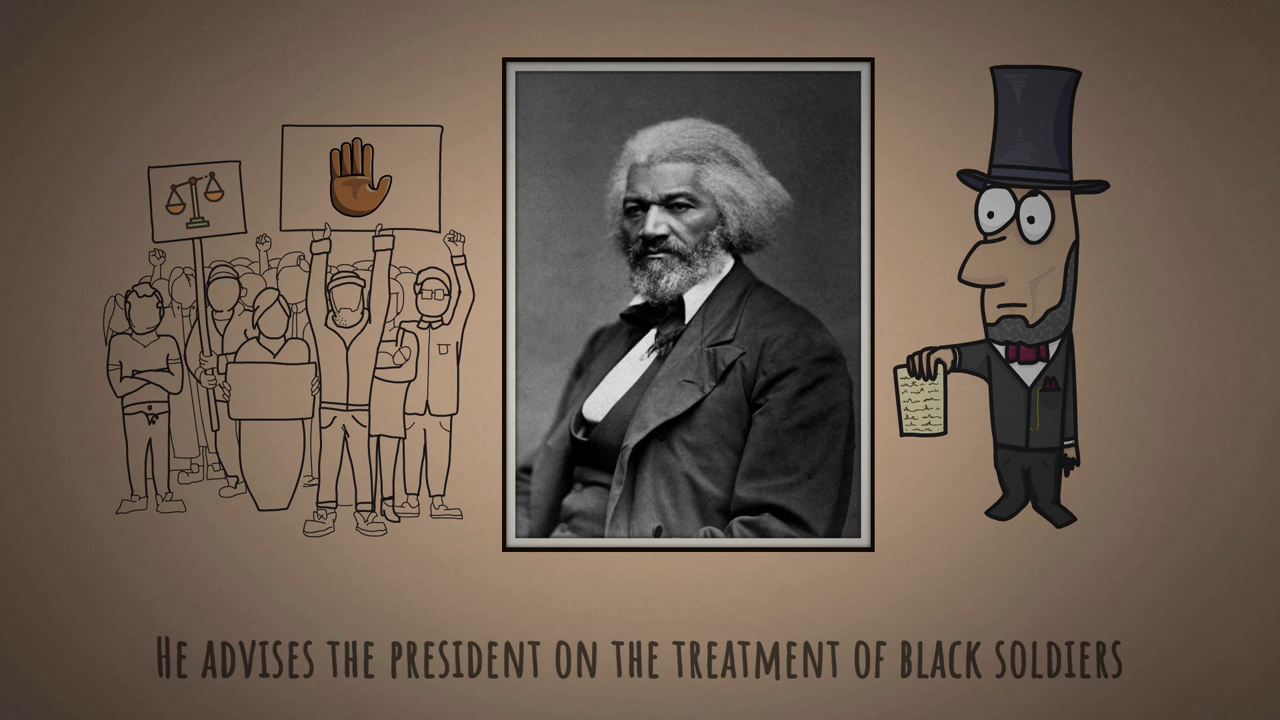 He advises the president on the treatment of black soldiers